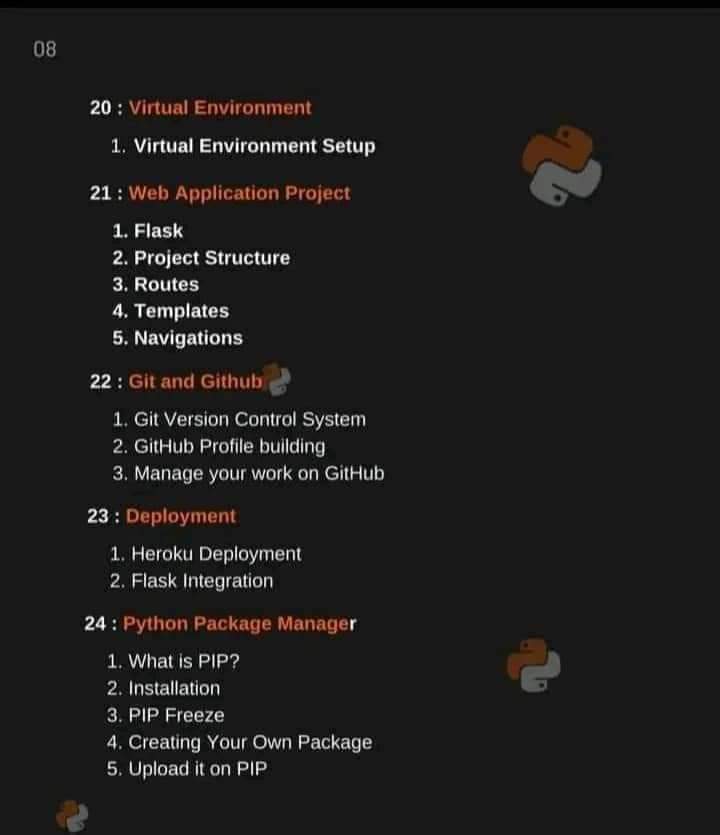 08
20 : Virtual Environment
1. Virtual Environment Setup
21 : Web Application Project
1. Flask
2. Project Structure
3. Routes
4. Templates
5. Navigations
22 : Git and Github
1. Git Version Control System
2. GitHub Profile building
3. Manage your work on GitHub
23 : Deployment
1. Heroku Deployment
2. Flask Integration
24 : Python Package Manager
1. What is PIP?
2. Installation
3. PIP Freeze
4. Creating Your Own Package
5. Upload it on PIP